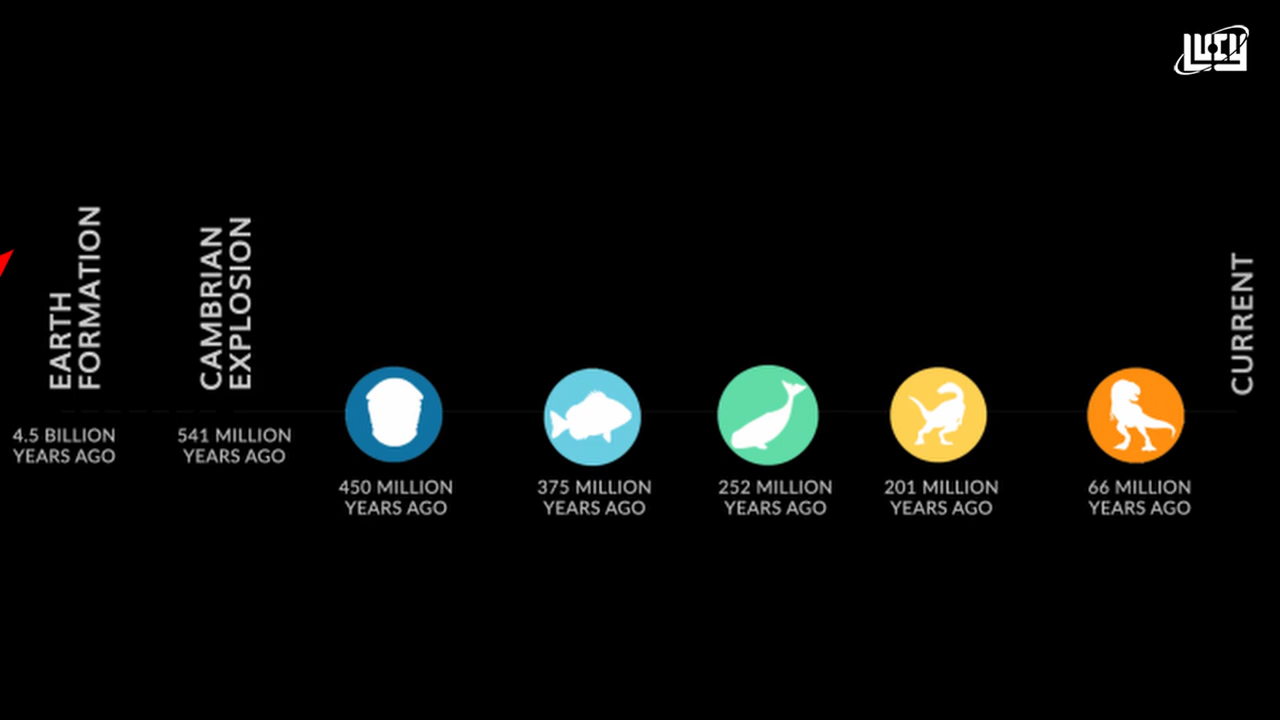 LUCY
EARTH
FORMATION
CAMBRIAN
EXPLOSION
CURRENT
4.5 BILLION
YEARS AGO
541 MILLION
YEARS AGO
450 MILLION
YEARS AGO
375 MILLION
YEARS AGO
252 MILLION
YEARS AGO
201 MILLION
YEARS AGO
66 MILLION
YEARS AGO